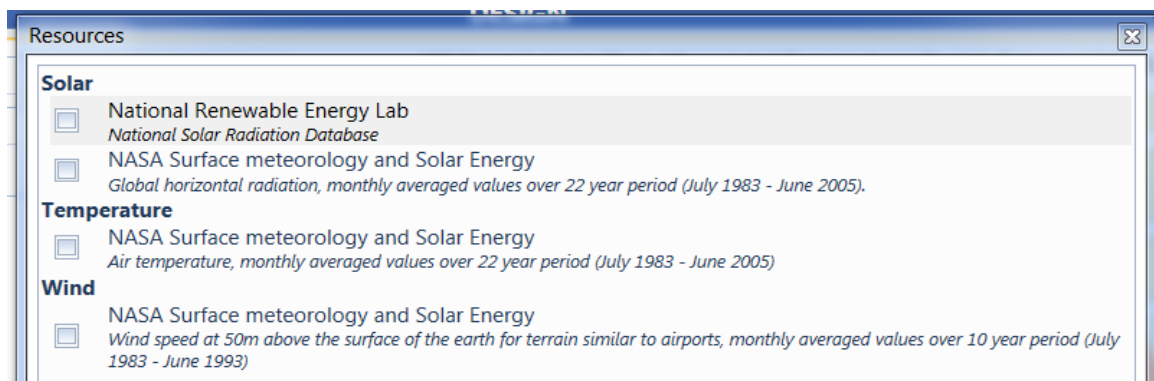 Resources
Solar
National Renewable Energy Lab
National Solar Radiation Database
NASA Surface meteorology and Solar Energy
Global horizontal radiation, monthly averaged values over 22 year period (July 1983 - June 2005).
Temperature
NASA Surface meteorology and Solar Energy
Air temperature, monthly averaged values over 22 year period (July 1983 - June 2005)
Wind
NASA Surface meteorology and Solar Energy
Wind speed at 50m above the surface of the earth for terrain similar to airports, monthly averaged values over 10 year period (July
1983 - June 1993)